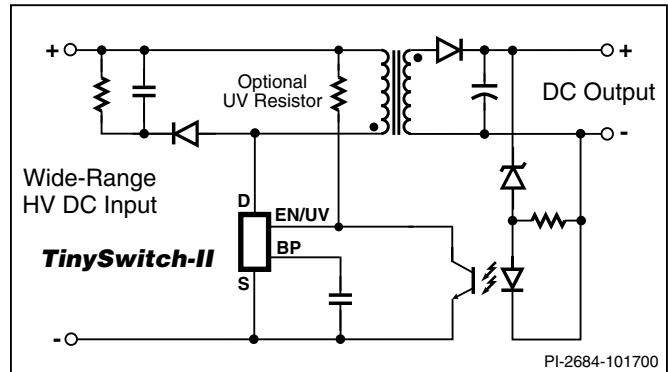 +
+
Optional
UV Resistor
DC Output
-
Wide-Range
HV DC Input
D
EN/UV
BP
TinySwitch-II
S
-
PI-2684-101700